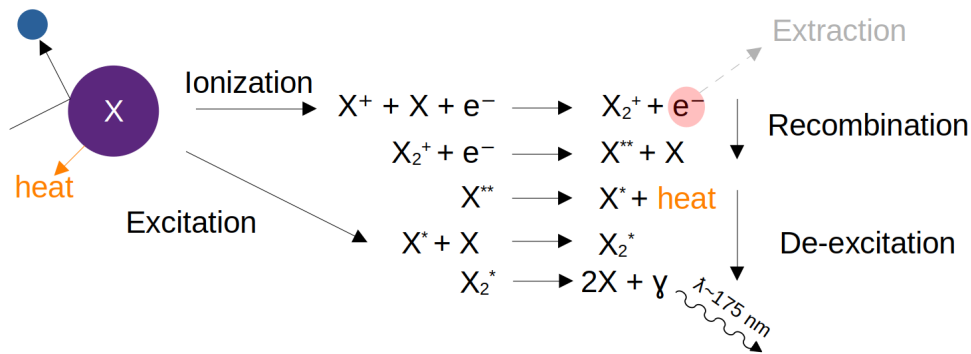 Extraction
Ionization
X
X⁺ + X + e⁻ X₂⁺ + e⁻
Recombination
X₂⁺ + e⁻ X** + X
heat
X** X* + heat
Excitation
X* + X X₂*
De-excitation
X₂* 2X + γ
λ~175 nm